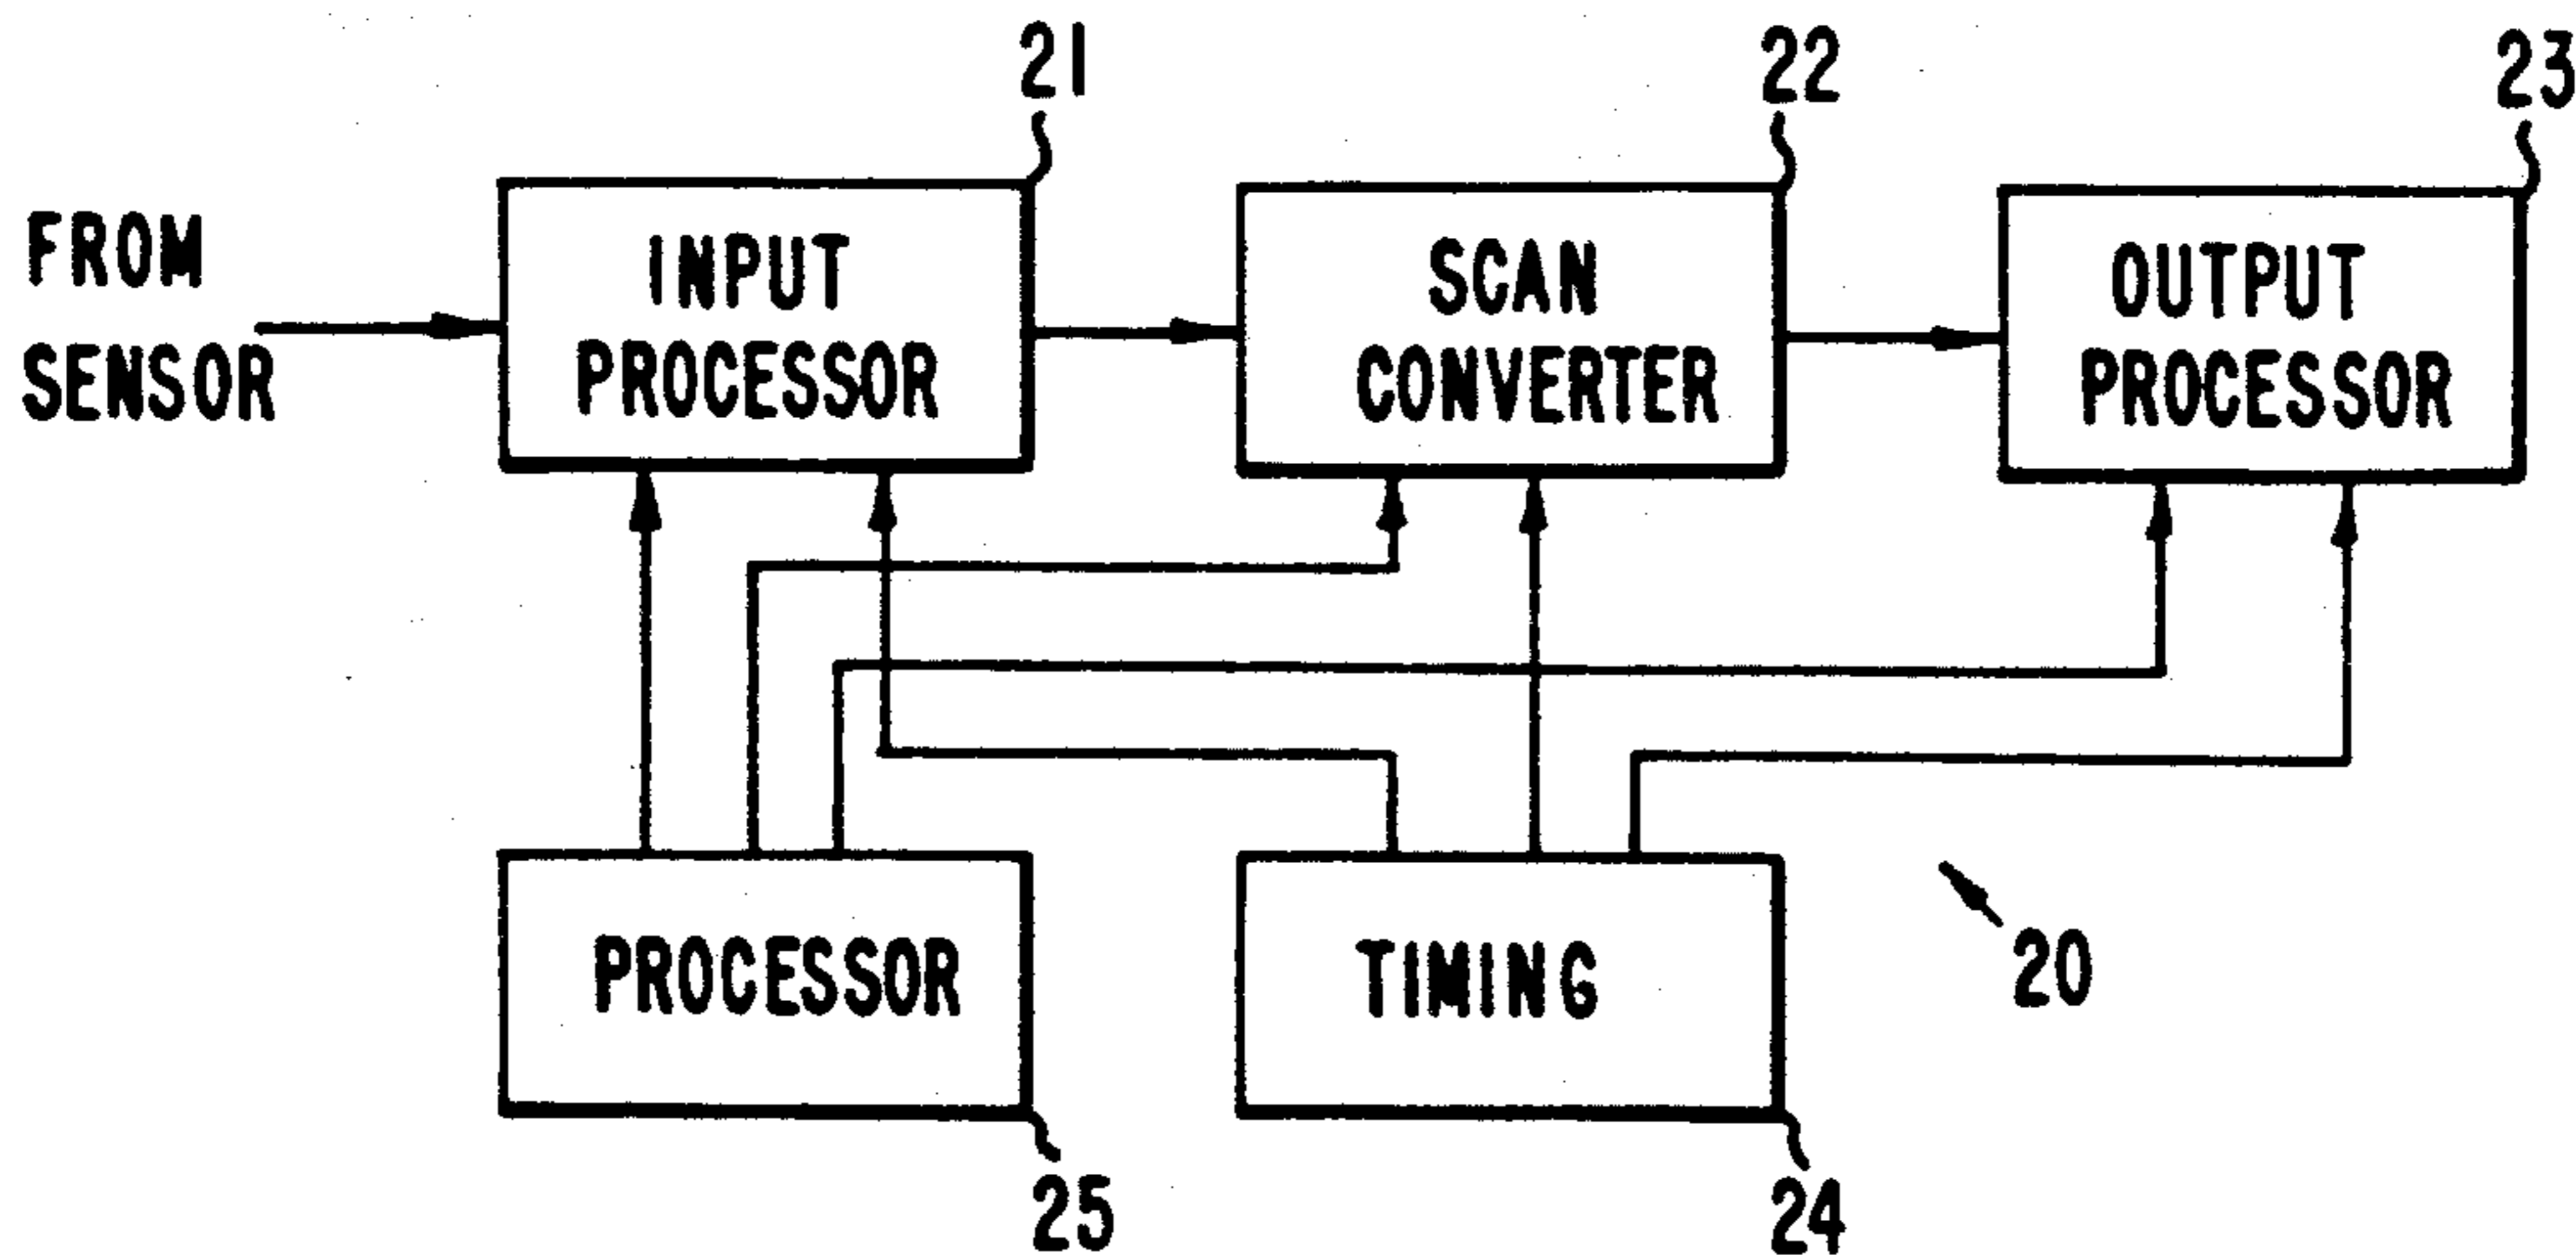 21
22
23
FROM
SENSOR
INPUT
PROCESSOR
SCAN
CONVERTER
OUTPUT
PROCESSOR
PROCESSOR
TIMING
20
25
24